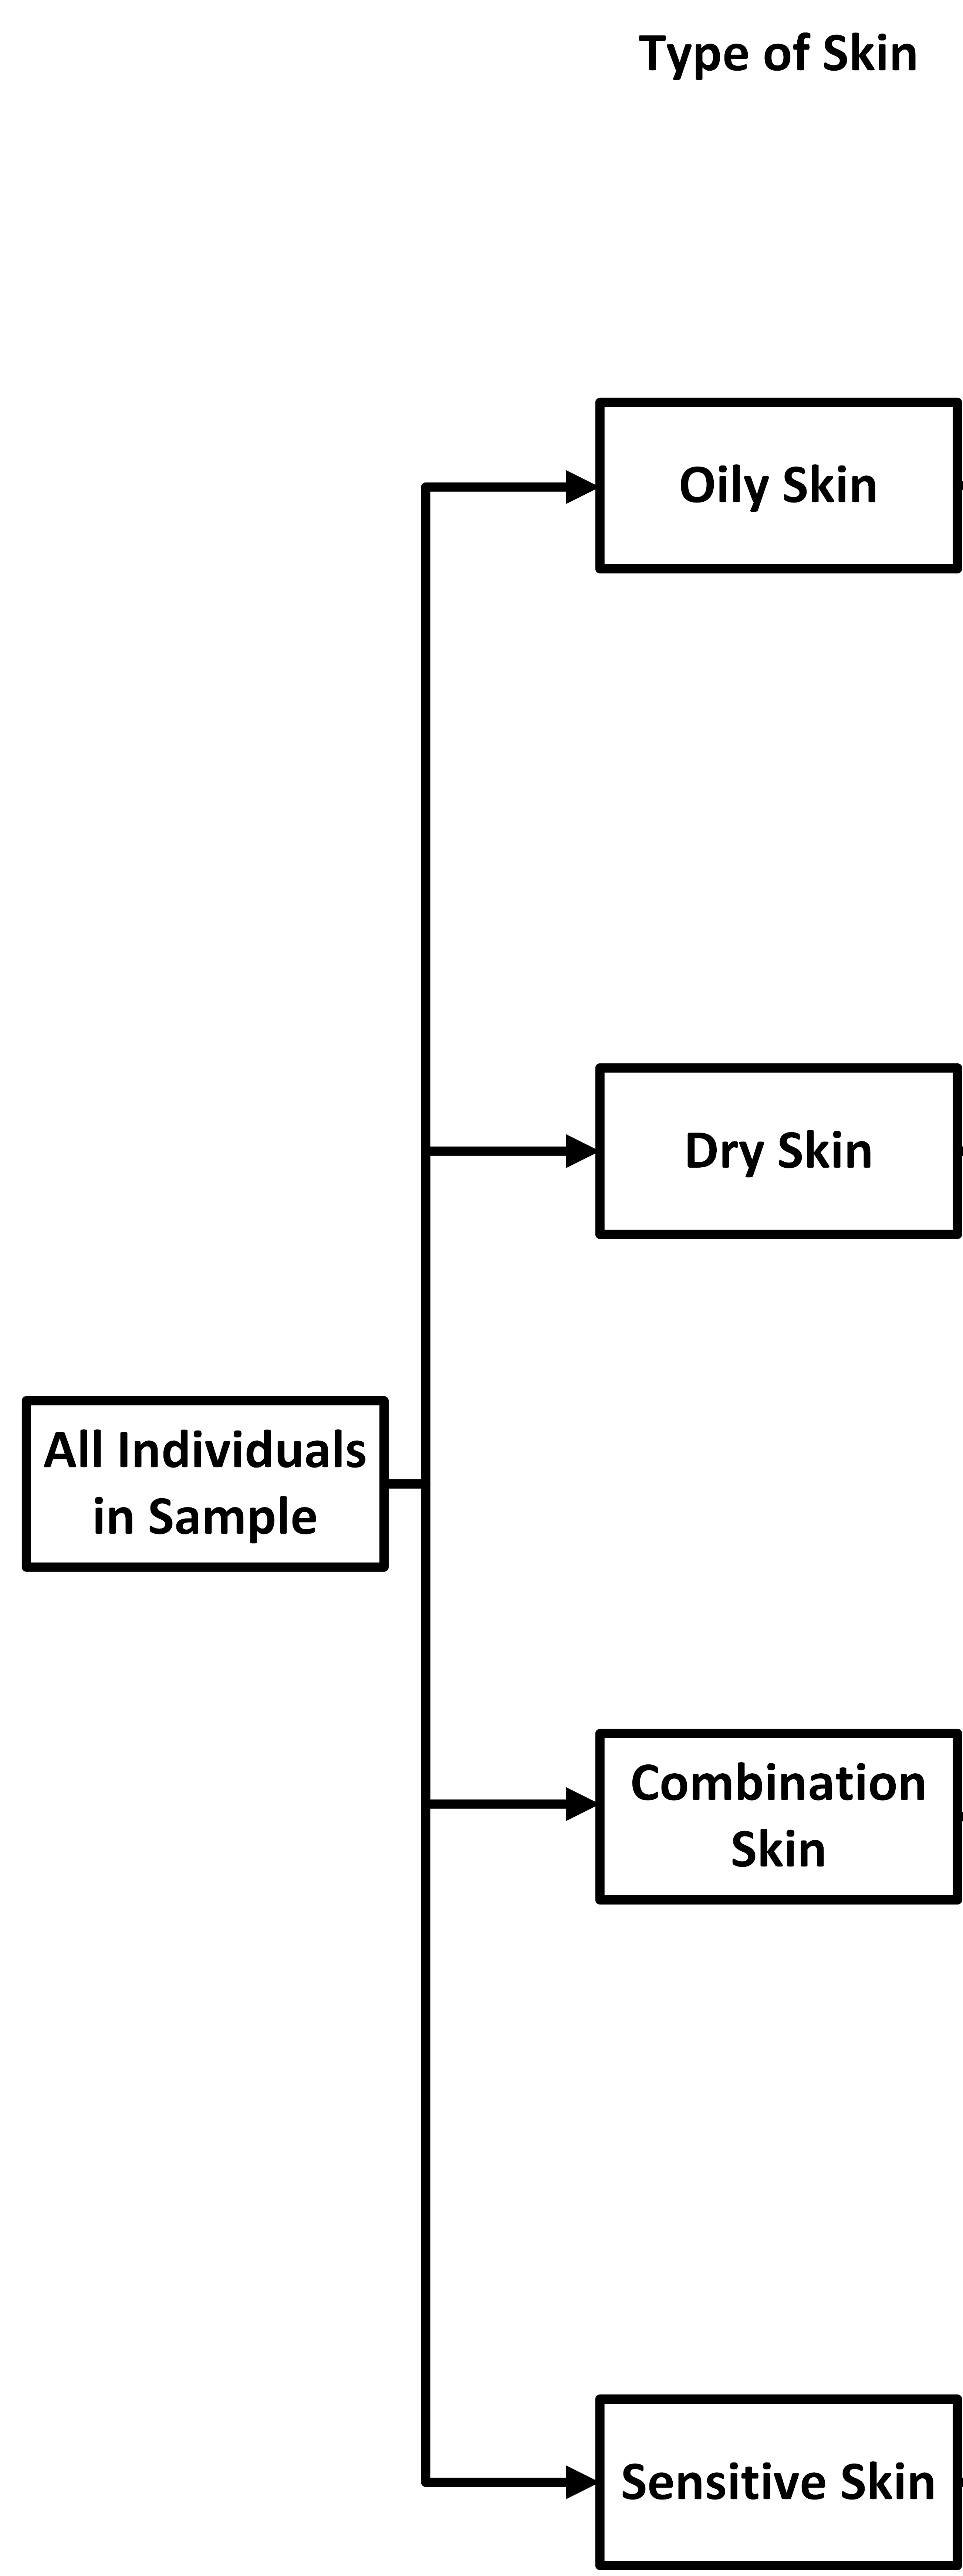 Type of Skin
Oily Skin
Dry Skin
All Individuals
in Sample
Combination
Skin
Sensitive Skin